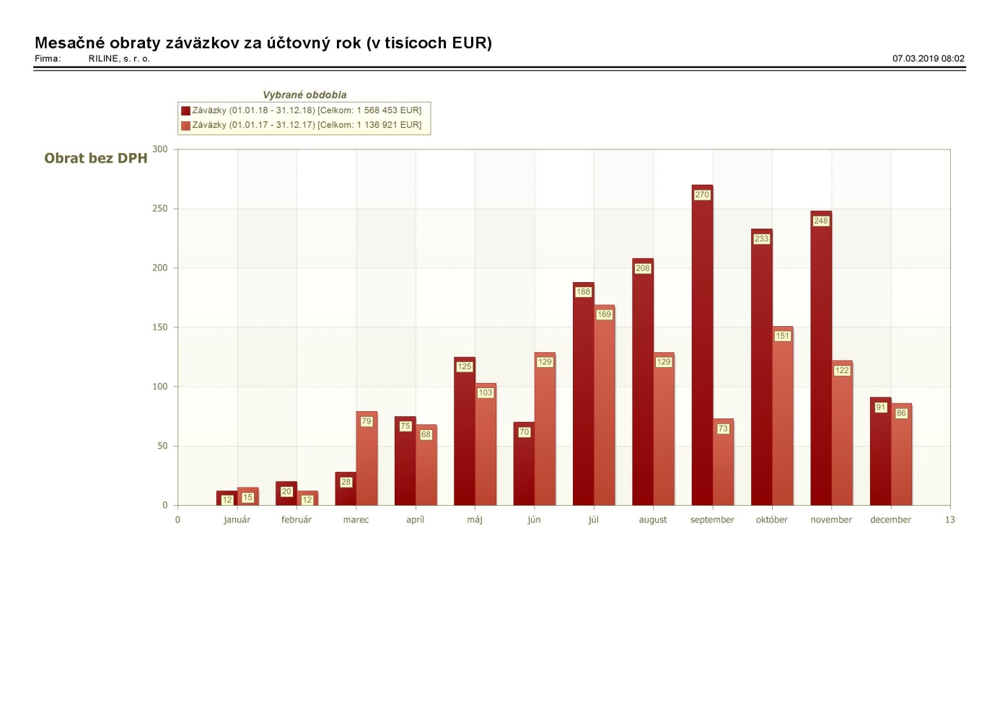 Mesačné obraty záväzkov za účtovný rok (v tisícoch EUR)
Firma: RILINE, s. r. o. 07.03.2019 08:02
Vybrané obdobia
Záväzky (01.01.18 - 31.12.18) [Celkom: 1 568 453 EUR]
Záväzky (01.01.17 - 31.12.17) [Celkom: 1 136 921 EUR]
Obrat bez DPH
300
250
200
150
100
50
0
12 15
20 12
28 79
75 68
125 103
70 129
188 169
208 129
270 73
233 151
248 122
91 86
0 január február marec apríl máj jún júl august september október november december 13